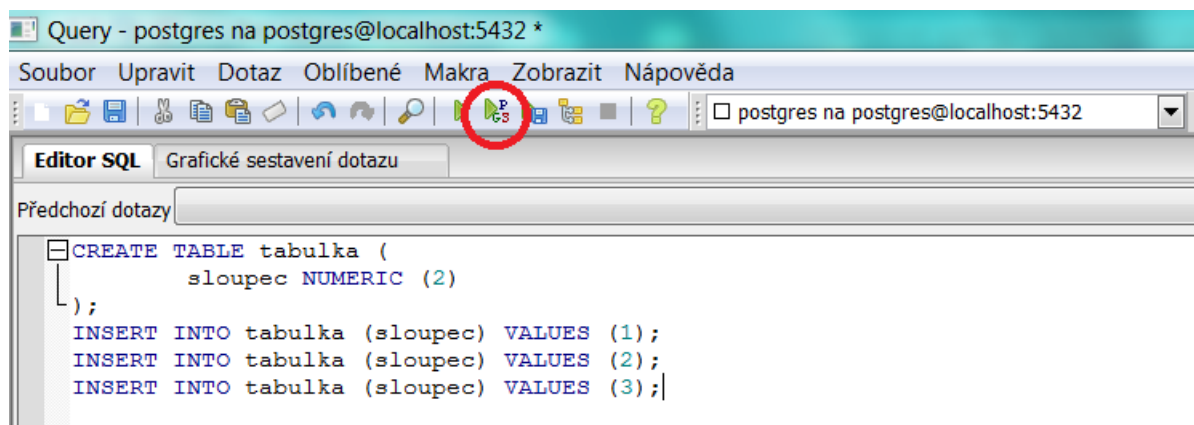 Query - postgres na postgres@localhost:5432 *
Soubor Upravit Dotaz Oblíbené Makra Zobrazit Nápověda
postgres na postgres@localhost:5432
Editor SQL Grafické sestavení dotazu
Předchozí dotazy
CREATE TABLE tabulka (
sloupec NUMERIC (2)
);
INSERT INTO tabulka (sloupec) VALUES (1);
INSERT INTO tabulka (sloupec) VALUES (2);
INSERT INTO tabulka (sloupec) VALUES (3);